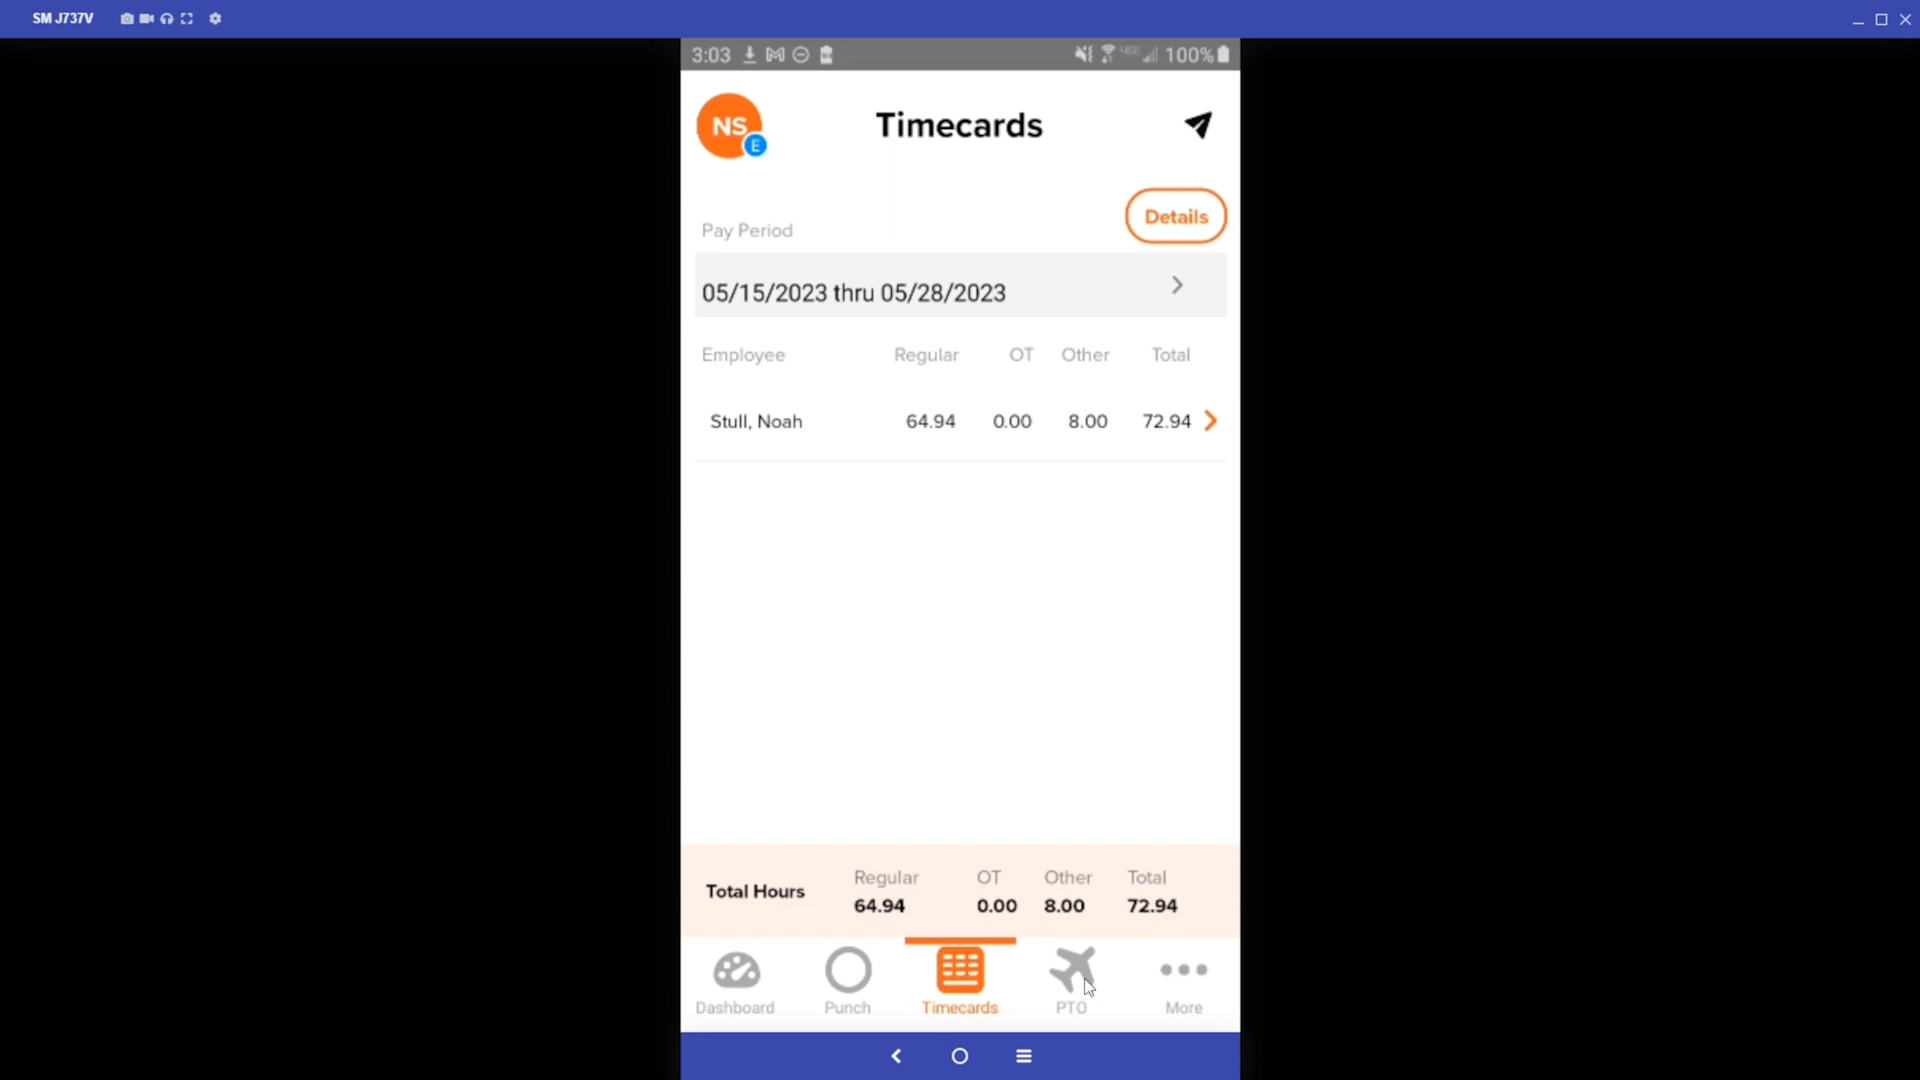 SM J737V
3:03 100%
NS
E
Timecards
Details
Pay Period
05/15/2023 thru 05/28/2023
Employee Regular OT Other Total
Stull, Noah 64.94 0.00 8.00 72.94
Total Hours
Regular OT Other Total
64.94 0.00 8.00 72.94
Dashboard Punch Timecards PTO More